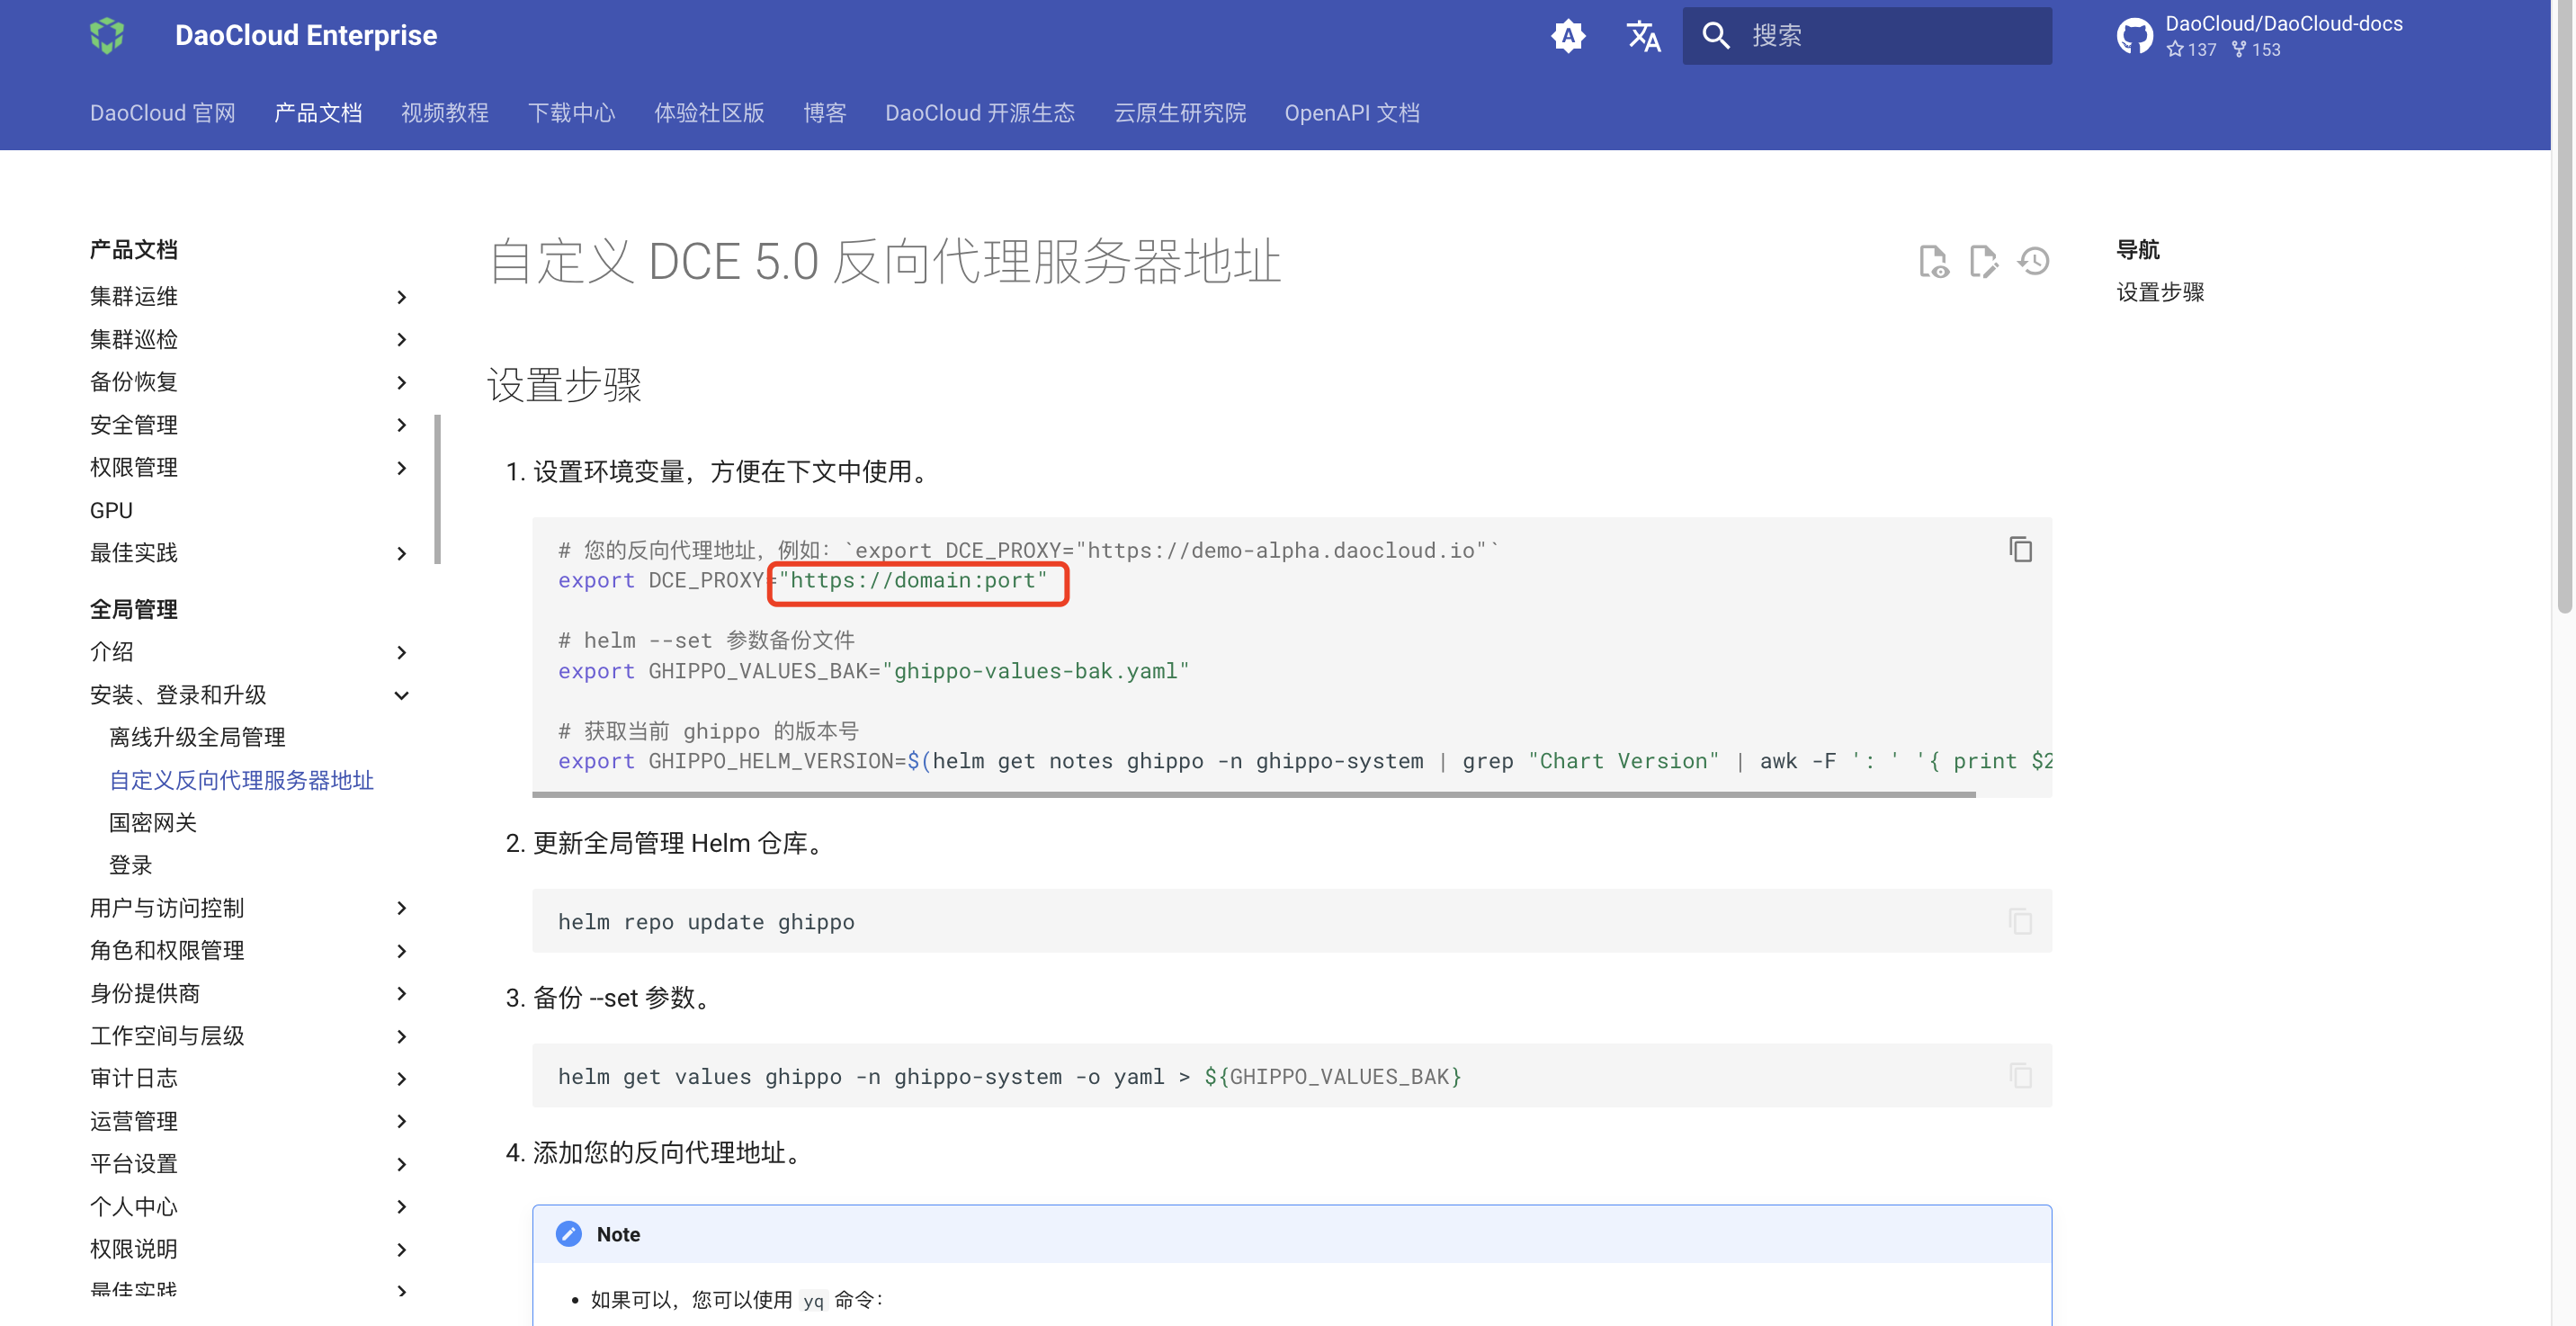 DaoCloud Enterprise
搜索
DaoCloud/DaoCloud-docs
137 153
DaoCloud 官网 产品文档 视频教程 下载中心 体验社区版 博客 DaoCloud 开源生态 云原生研究院 OpenAPI 文档
产品文档
集群运维
集群巡检
备份恢复
安全管理
权限管理
GPU
最佳实践
全局管理
介绍
安装、登录和升级
离线升级全局管理
自定义反向代理服务器地址
国密网关
登录
用户与访问控制
角色和权限管理
身份提供商
工作空间与层级
审计日志
运营管理
平台设置
个人中心
权限说明
最佳实践
自定义 DCE 5.0 反向代理服务器地址
设置步骤
1. 设置环境变量，方便在下文中使用。
# 您的反向代理地址，例如：`export DCE_PROXY="https://demo-alpha.daocloud.io"`
export DCE_PROXY="https://domain:port"
# helm --set 参数备份文件
export GHIPPO_VALUES_BAK="ghippo-values-bak.yaml"
# 获取当前 ghippo 的版本号
export GHIPPO_HELM_VERSION=$(helm get notes ghippo -n ghippo-system | grep "Chart Version" | awk -F ': ' '{ print $2
2. 更新全局管理 Helm 仓库。
helm repo update ghippo
3. 备份 --set 参数。
helm get values ghippo -n ghippo-system -o yaml > ${GHIPPO_VALUES_BAK}
4. 添加您的反向代理地址。
Note
• 如果可以，您可以使用 yq 命令：
导航
设置步骤